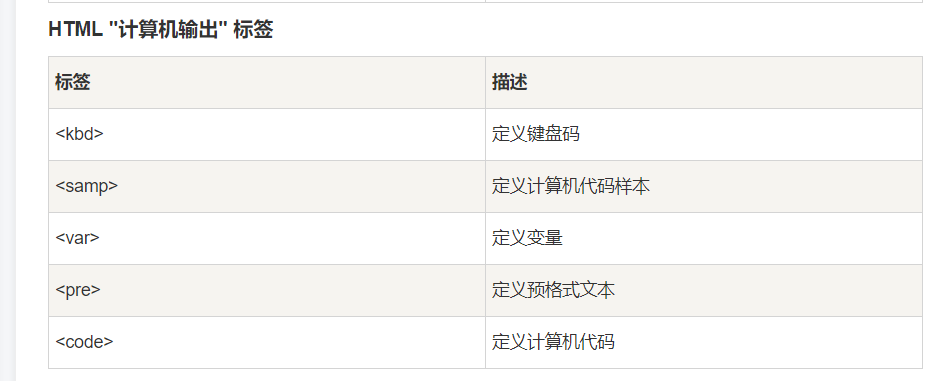 HTML "计算机输出" 标签
标签 描述
<kbd> 定义键盘码
<samp> 定义计算机代码样本
<var> 定义变量
<pre> 定义预格式文本
<code> 定义计算机代码